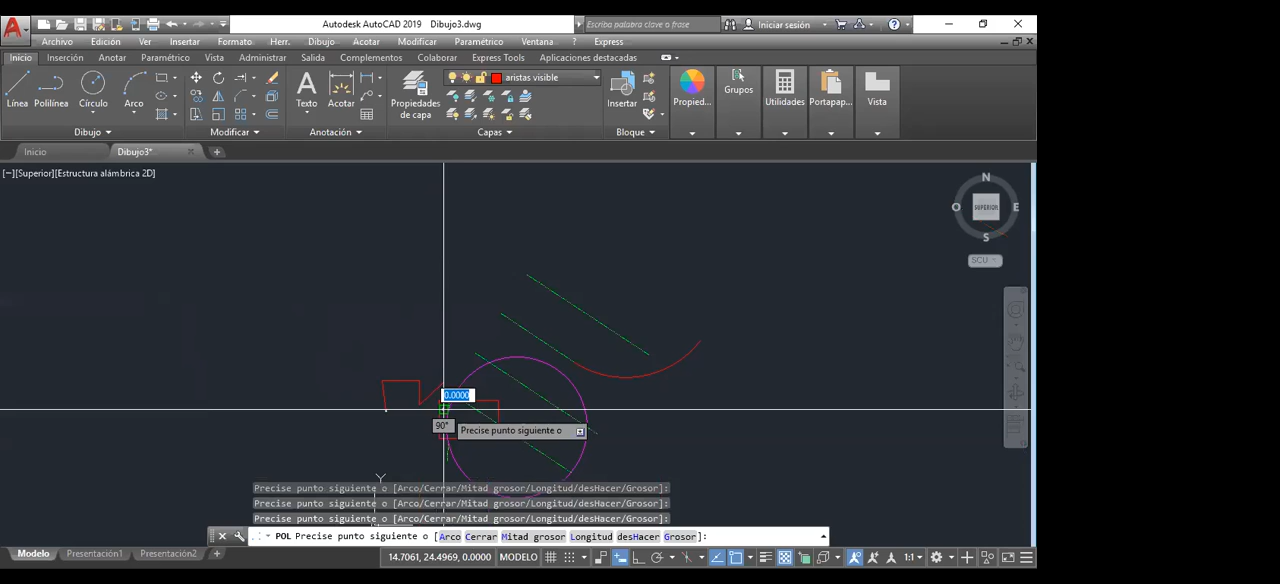 Autodesk AutoCAD 2019 Dibujo3.dwg
Escriba palabra clave o frase
Iniciar sesión
Archivo Edición Ver Insertar Formato Herr. Dibujo Acotar Modificar Paramétrico Ventana ? Express
Inicio Inserción Anotar Paramétrico Vista Administrar Salida Complementos Colaborar Express Tools Aplicaciones destacadas
aristas visible
Línea Polilínea Círculo Arco
Texto Acotar
Propiedades de capa
Insertar
Propied... Grupos Utilidades Portapap... Vista
Dibujo Modificar Anotación Capas Bloque
Inicio Dibujo3* +
[−][Superior][Estructura alámbrica 2D]
N
O SUPERIOR E
S
SCU
0.0000
90° Precise punto siguiente o
Y
Precise punto siguiente o [Arco/Cerrar/Mitad grosor/Longitud/desHacer/Grosor]:
Precise punto siguiente o [Arco/Cerrar/Mitad grosor/Longitud/desHacer/Grosor]:
Precise punto siguiente o [Arco/Cerrar/Mitad grosor/Longitud/desHacer/Grosor]:
POL Precise punto siguiente o [Arco Cerrar Mitad grosor Longitud desHacer Grosor]:
Modelo Presentación1 Presentación2 +
14.7061, 24.4969, 0.0000 MODELO 1:1